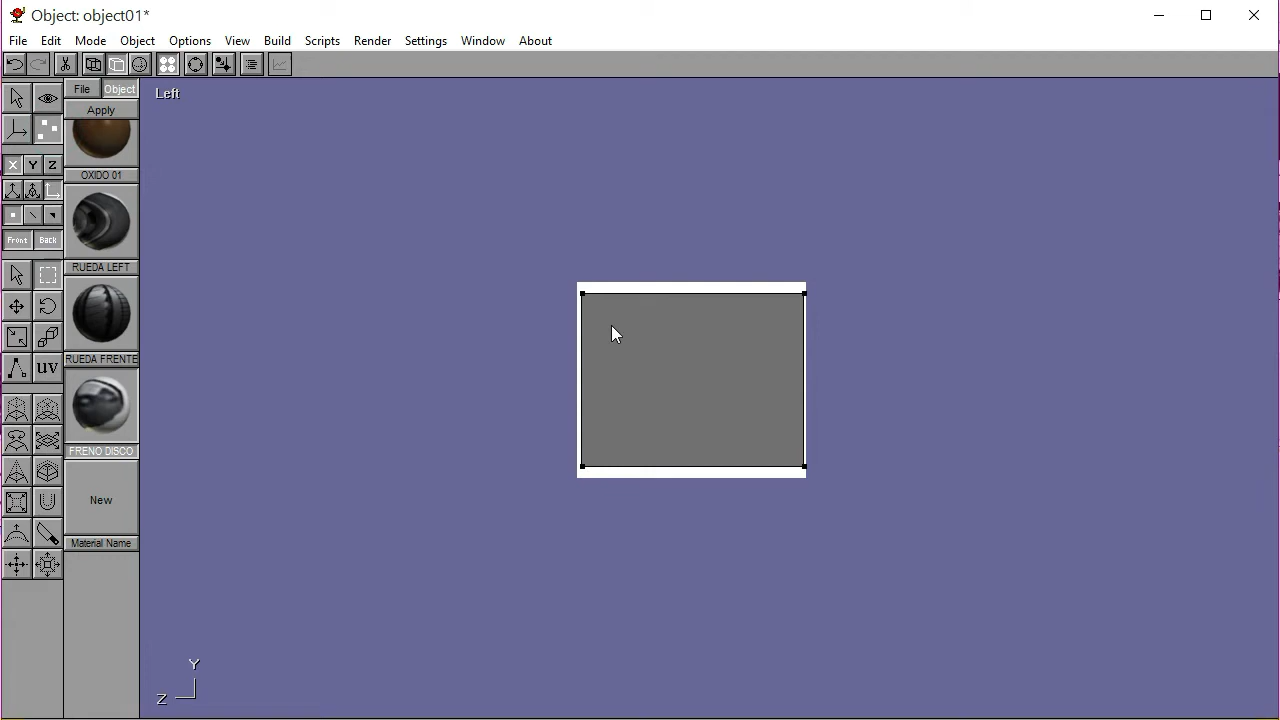 Object: object01*
File Edit Mode Object Options View Build Scripts Render Settings Window About
File Object
Apply
Left
OXIDO 01
X Y Z
RUEDA LEFT
Front Back
RUEDA FRENTE
uv
FRENO DISCO
New
Material Name
Y
Z